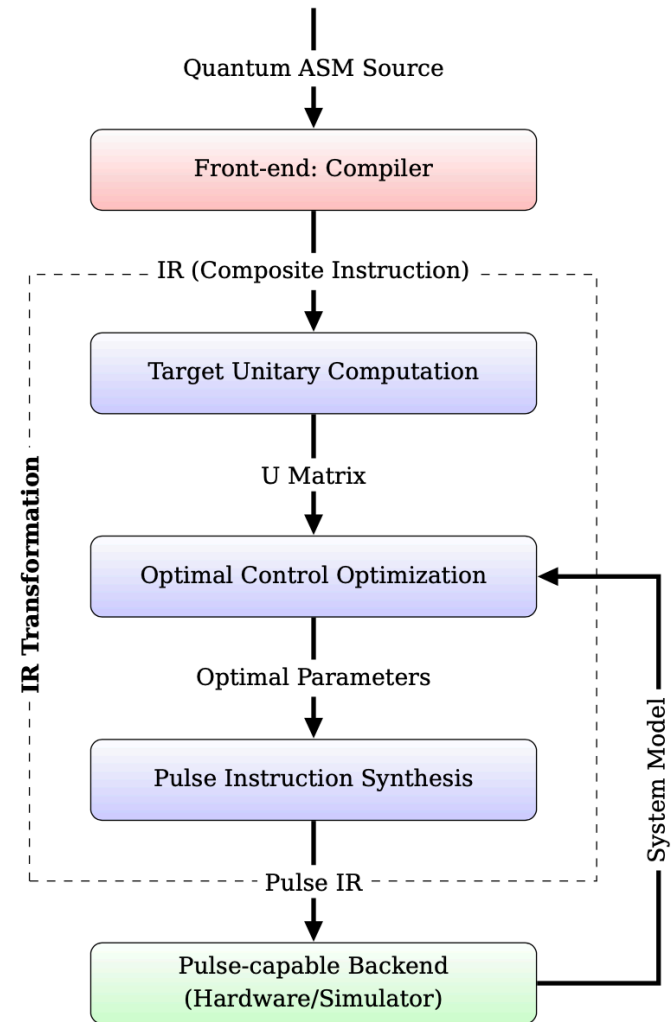 Quantum ASM Source
Front-end: Compiler
IR (Composite Instruction)
Target Unitary Computation
U Matrix
IR Transformation
Optimal Control Optimization
Optimal Parameters
System Model
Pulse Instruction Synthesis
Pulse IR
Pulse-capable Backend
(Hardware/Simulator)